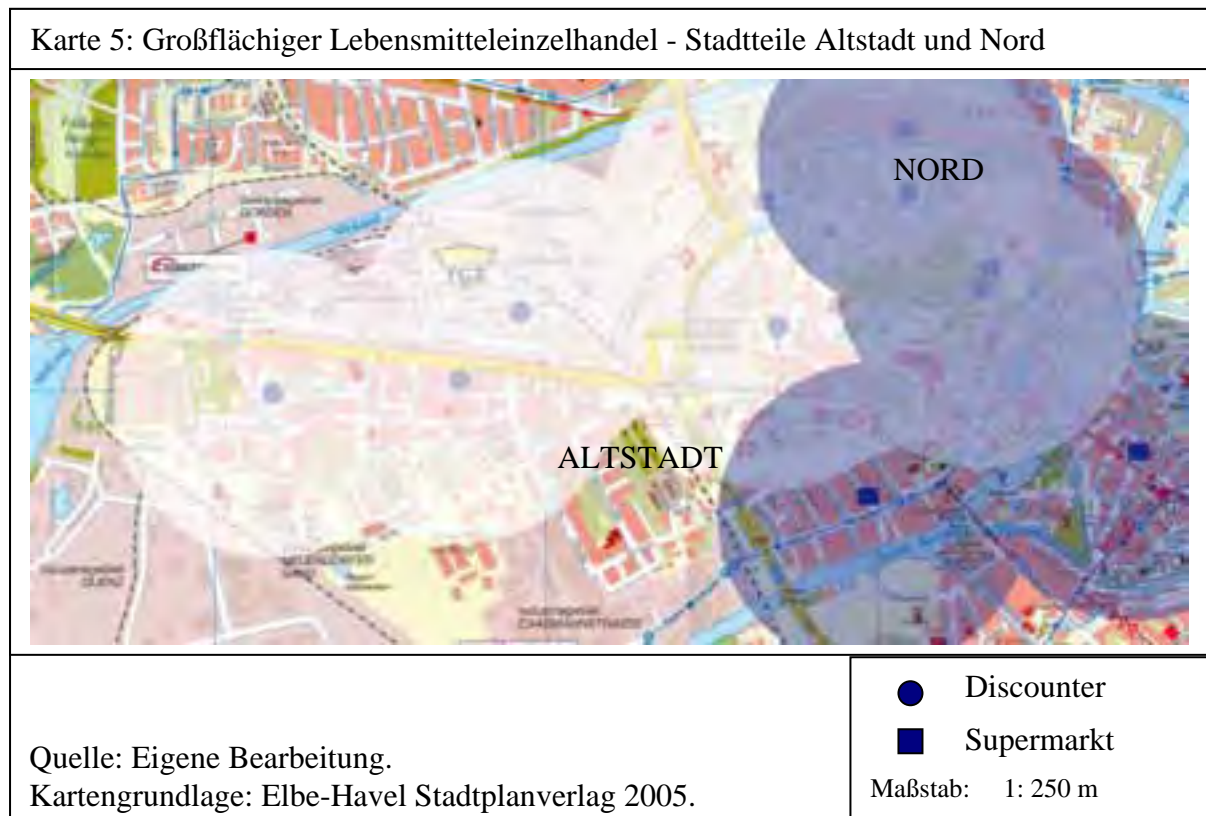 Karte 5: Großflächiger Lebensmitteleinzelhandel - Stadtteile Altstadt und Nord
NORD
TGZ
ALTSTADT
Discounter
Supermarkt
Quelle: Eigene Bearbeitung.
Kartengrundlage: Elbe-Havel Stadtplanverlag 2005.
Maßstab: 1: 250 m